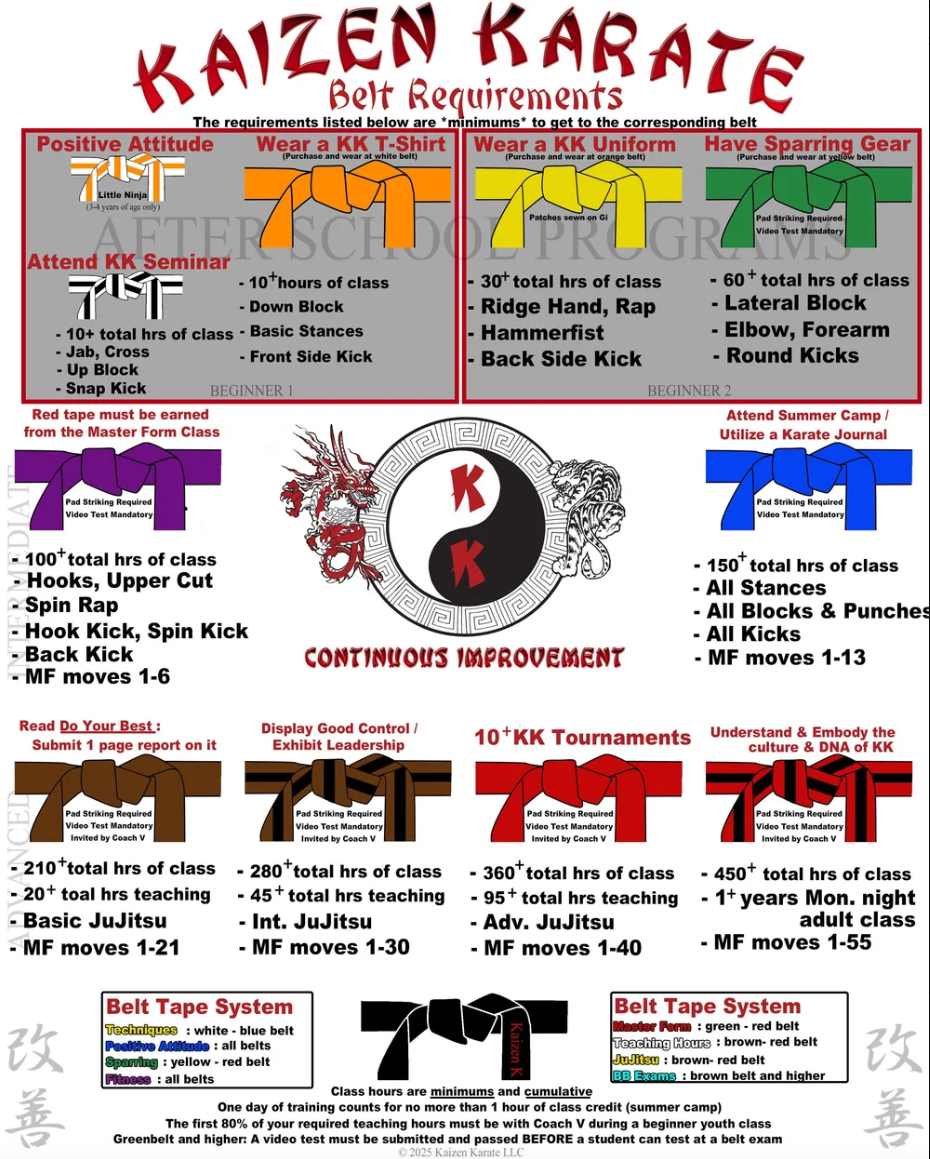 KAIZEN KARATE
Belt Requirements
The requirements listed below are *minimums* to get to the corresponding belt
Positive Attitude
Little Ninja
(3-4 years of age only)
Attend KK Seminar
- 10+ total hrs of class
- Jab, Cross
- Up Block
- Snap Kick
Wear a KK T-Shirt
(Purchase and wear at white belt)
- 10+hours of class
- Down Block
- Basic Stances
- Front Side Kick
BEGINNER 1
Wear a KK Uniform
(Purchase and wear at orange belt)
Patches sewn on Gi
- 30+ total hrs of class
- Ridge Hand, Rap
- Hammerfist
- Back Side Kick
Have Sparring Gear
(Purchase and wear at yellow belt)
Pad Striking Required
Video Test Mandatory
- 60+ total hrs of class
- Lateral Block
- Elbow, Forearm
- Round Kicks
BEGINNER 2
AFTER SCHOOL PROGRAMS
INTERMEDIATE
Red tape must be earned
from the Master Form Class
Pad Striking Required
Video Test Mandatory
- 100+total hrs of class
- Hooks, Upper Cut
- Spin Rap
- Hook Kick, Spin Kick
- Back Kick
- MF moves 1-6
K
K
CONTINUOUS IMPROVEMENT
Attend Summer Camp /
Utilize a Karate Journal
Pad Striking Required
Video Test Mandatory
- 150+total hrs of class
- All Stances
- All Blocks & Punches
- All Kicks
- MF moves 1-13
ADVANCED
Read Do Your Best :
Submit 1 page report on it
Pad Striking Required
Video Test Mandatory
Invited by Coach V
- 210+total hrs of class
- 20+ toal hrs teaching
- Basic JuJitsu
- MF moves 1-21
Display Good Control /
Exhibit Leadership
Pad Striking Required
Video Test Mandatory
Invited by Coach V
- 280+total hrs of class
- 45+ total hrs teaching
- Int. JuJitsu
- MF moves 1-30
10+KK Tournaments
Pad Striking Required
Video Test Mandatory
Invited by Coach V
- 360+total hrs of class
- 95+ total hrs teaching
- Adv. JuJitsu
- MF moves 1-40
Understand & Embody the
culture & DNA of KK
Pad Striking Required
Video Test Mandatory
Invited by Coach V
- 450+ total hrs of class
- 1+ years Mon. night
adult class
- MF moves 1-55
Belt Tape System
Techniques : white - blue belt
Positive Attitude : all belts
Sparring : yellow - red belt
Fitness : all belts
Kaizen K
Belt Tape System
Master Form : green - red belt
Teaching Hours : brown- red belt
JuJitsu : brown- red belt
BB Exams : brown belt and higher
改善
改善
Class hours are minimums and cumulative
One day of training counts for no more than 1 hour of class credit (summer camp)
The first 80% of your required teaching hours must be with Coach V during a beginner youth class
Greenbelt and higher: A video test must be submitted and passed BEFORE a student can test at a belt exam
© 2025 Kaizen Karate LLC